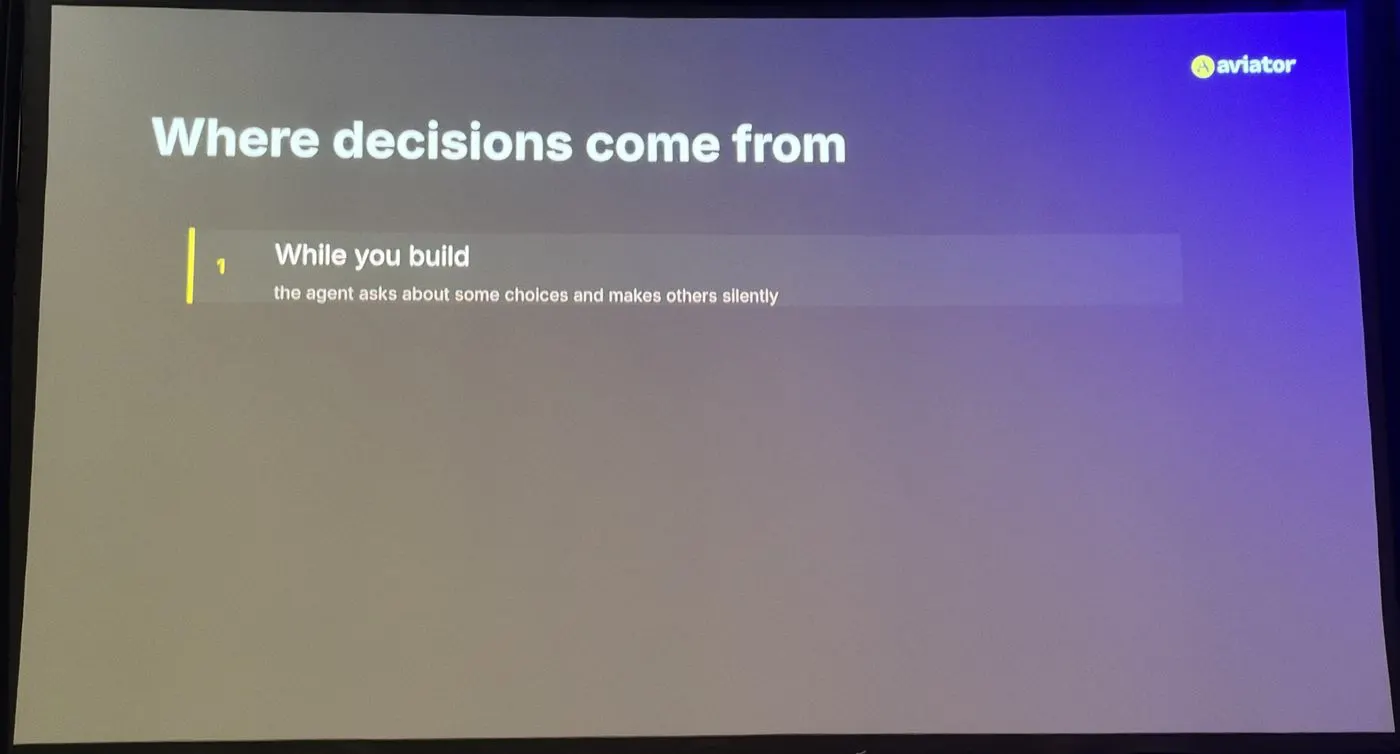 aviator
Where decisions come from
1
While you build
the agent asks about some choices and makes others silently